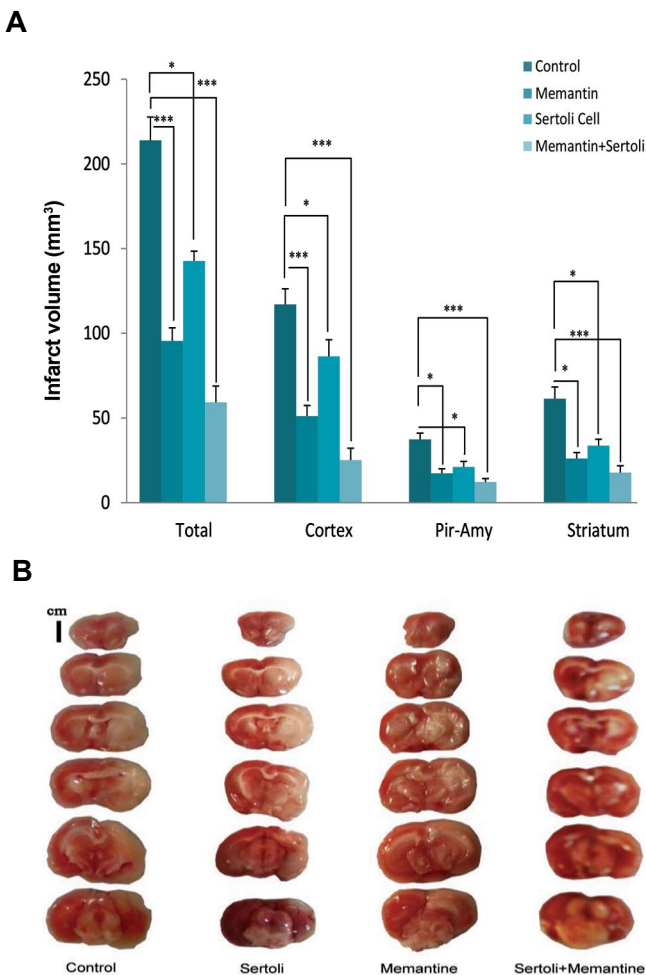 A
Infarct volume (mm³)
250
200
150
100
50
0
* 
***
***
***
*
***
***
*
*
*
***
*
Control
Memantin
Sertoli Cell
Memantin+Sertoli
Total
Cortex
Pir-Amy
Striatum
B
cm
Control
Sertoli
Memantine
Sertoli+Memantine